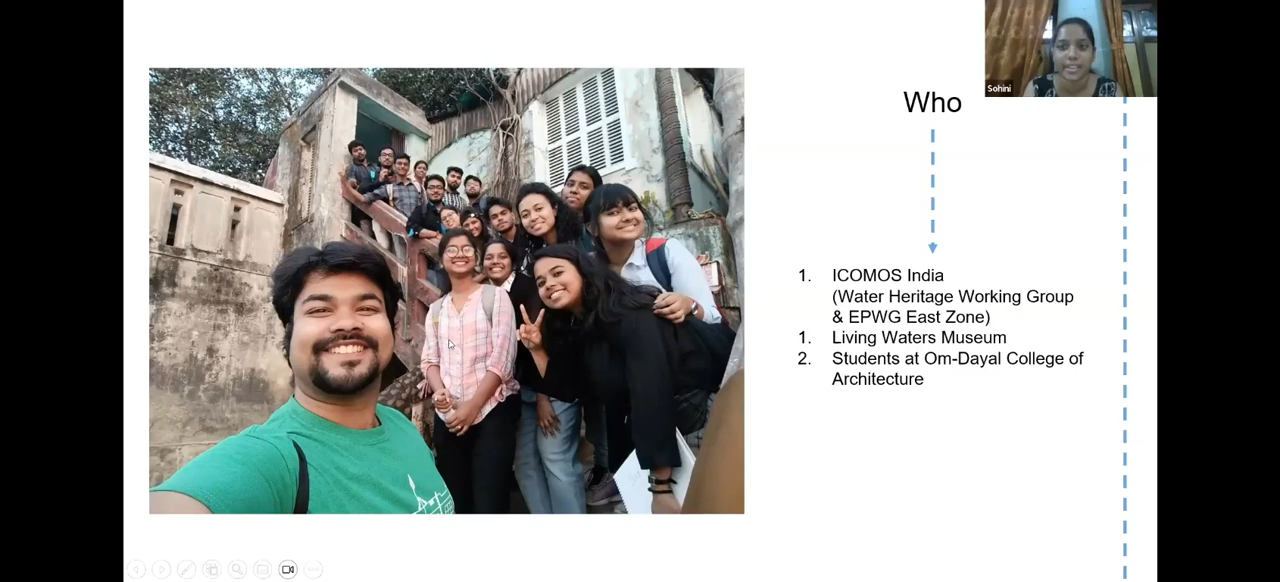 Sohini
Who
1. ICOMOS India
(Water Heritage Working Group
& EPWG East Zone)
1. Living Waters Museum
2. Students at Om-Dayal College of
Architecture